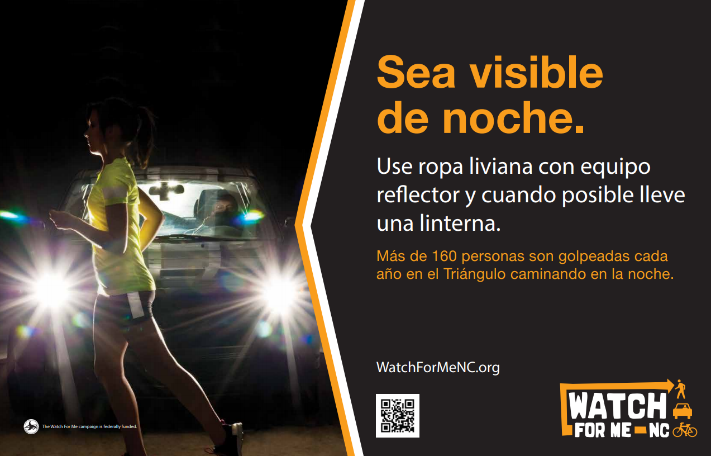 Sea visible
de noche.
Use ropa liviana con equipo
reflector y cuando posible lleve
una linterna.
Más de 160 personas son golpeadas cada
año en el Triángulo caminando en la noche.
WatchForMeNC.org
The Watch For Me campaign is federally funded.
WATCH
FOR ME - NC